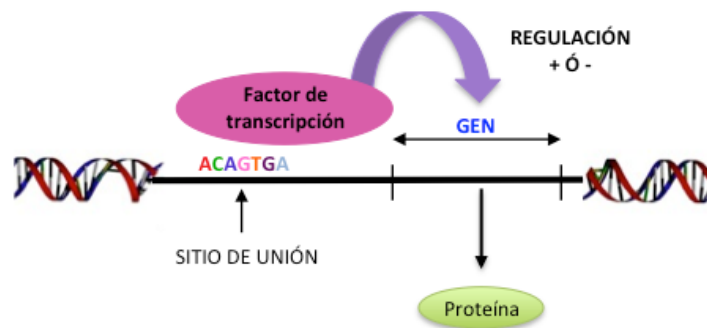 REGULACIÓN
+ Ó -
Factor de
transcripción
GEN
ACAGTGA
SITIO DE UNIÓN
Proteína